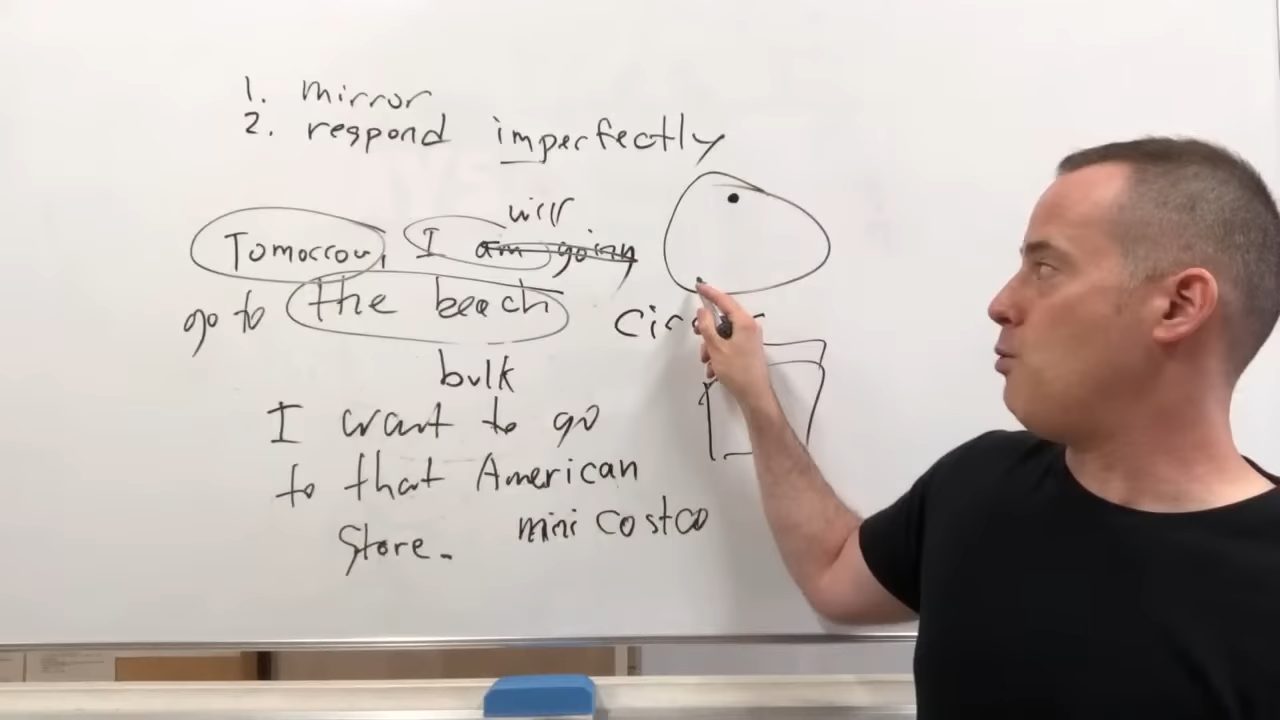 1. mirror
2. respond imperfectly
will
Tomorrow, I am going
go to the beach
bulk
I want to go
to that American
store. mini costco